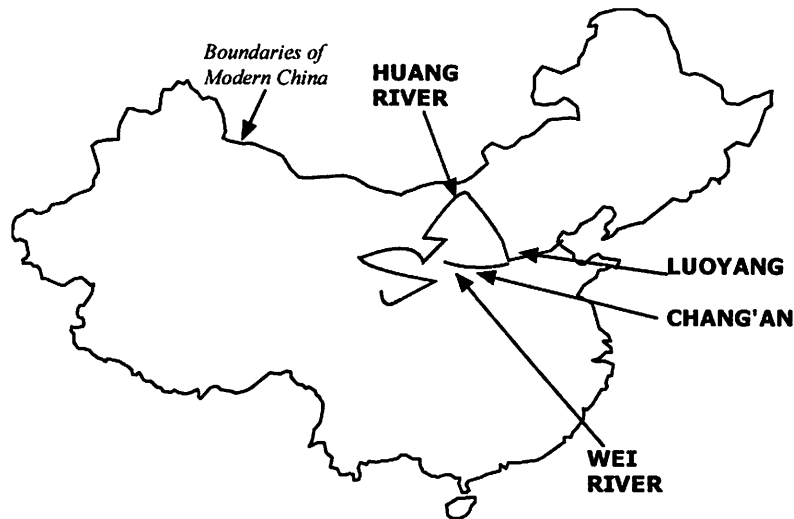 Boundaries of
Modern China
HUANG
RIVER
LUOYANG
CHANG'AN
WEI
RIVER